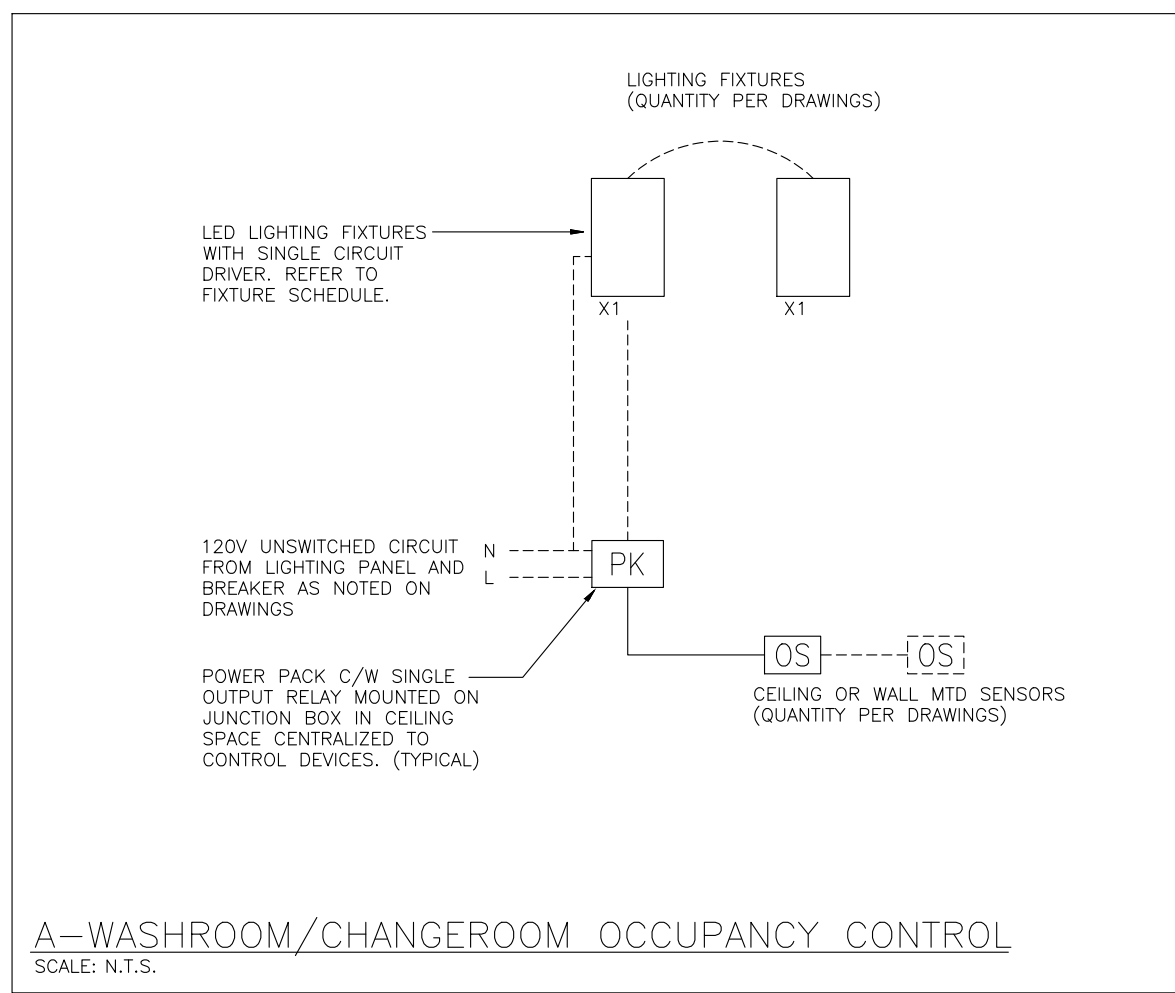 LIGHTING FIXTURES
(QUANTITY PER DRAWINGS)
LED LIGHTING FIXTURES
WITH SINGLE CIRCUIT
DRIVER. REFER TO
FIXTURE SCHEDULE.
X1
X1
120V UNSWITCHED CIRCUIT
FROM LIGHTING PANEL AND
BREAKER AS NOTED ON
DRAWINGS
N
L
PK
POWER PACK C/W SINGLE
OUTPUT RELAY MOUNTED ON
JUNCTION BOX IN CEILING
SPACE CENTRALIZED TO
CONTROL DEVICES. (TYPICAL)
OS
OS
CEILING OR WALL MTD SENSORS
(QUANTITY PER DRAWINGS)
A-WASHROOM/CHANGEROOM OCCUPANCY CONTROL
SCALE: N.T.S.